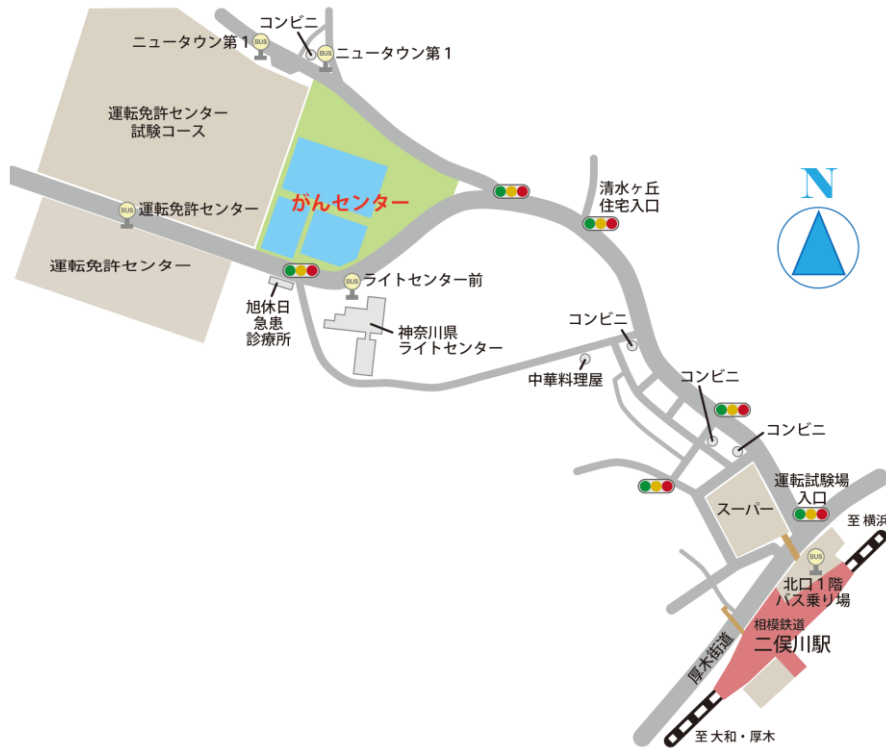 コンビニ
ニュータウン第1
BUS
BUS
ニュータウン第1
運転免許センター
試験コース
がんセンター
N
清水ヶ丘
住宅入口
BUS
運転免許センター
運転免許センター
BUS
ライトセンター前
旭休日
急患
診療所
神奈川県
ライトセンター
コンビニ
中華料理屋
コンビニ
コンビニ
スーパー
運転試験場
入口
至 横浜
BUS
北口1階
バス乗り場
相模鉄道
二俣川駅
厚木街道
至 大和・厚木